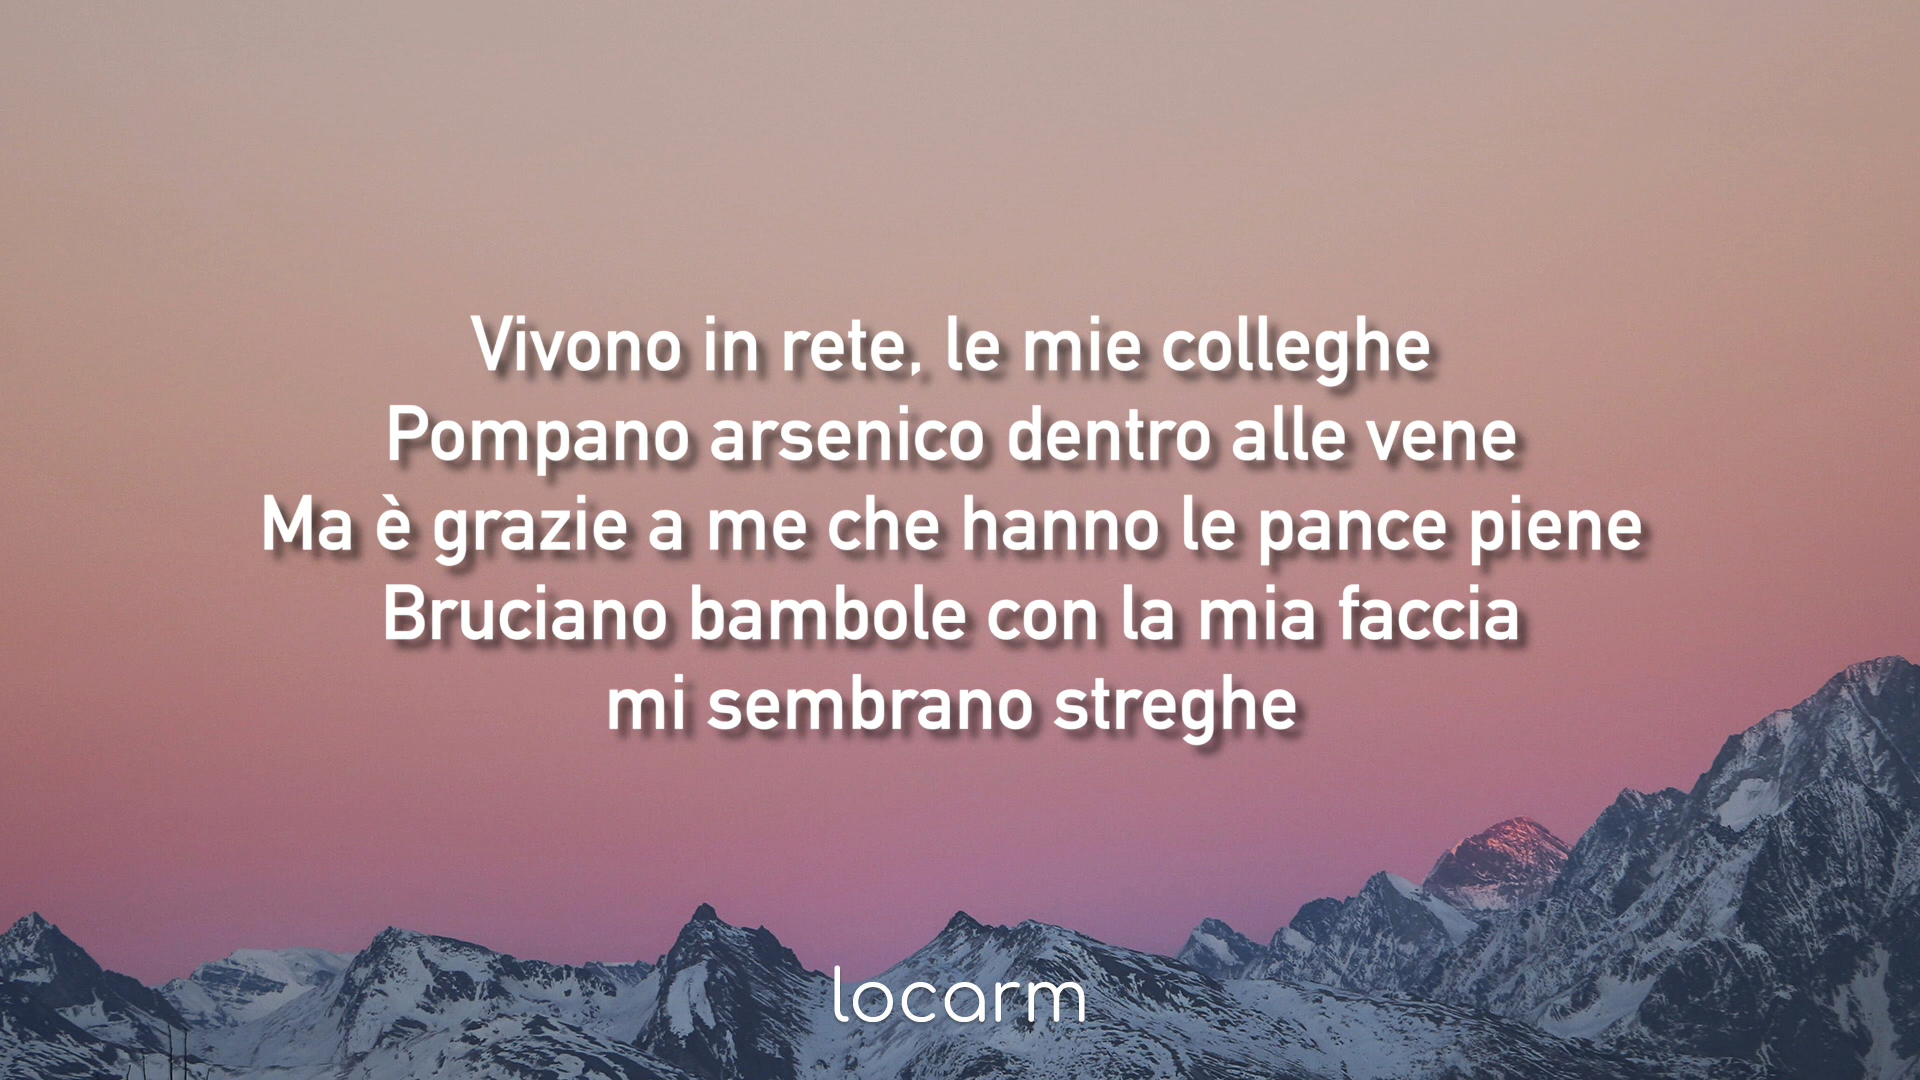 Vivono in rete, le mie colleghe
Pompano arsenico dentro alle vene
Ma è grazie a me che hanno le pance piene
Bruciano bambole con la mia faccia
mi sembrano streghe
locarm